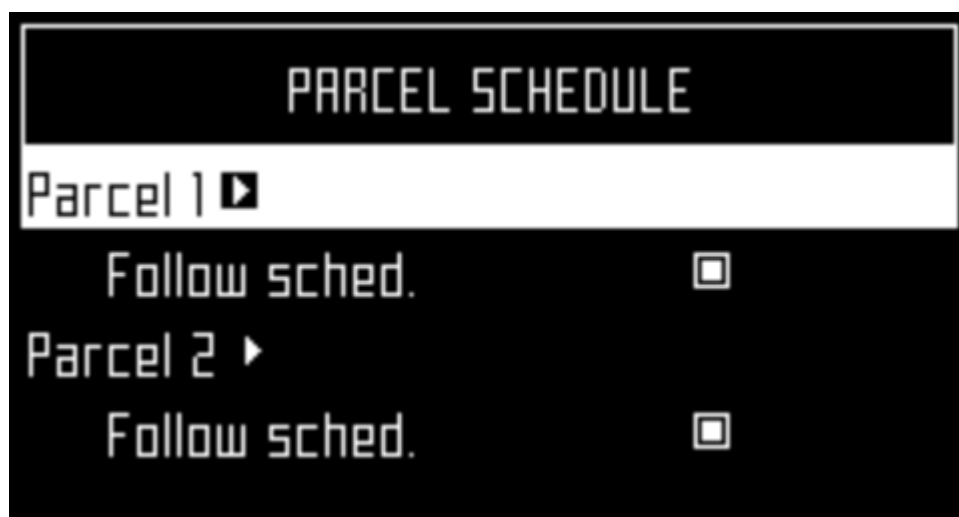 PARCEL SCHEDULE
Parcel 1
Follow sched.
Parcel 2
Follow sched.